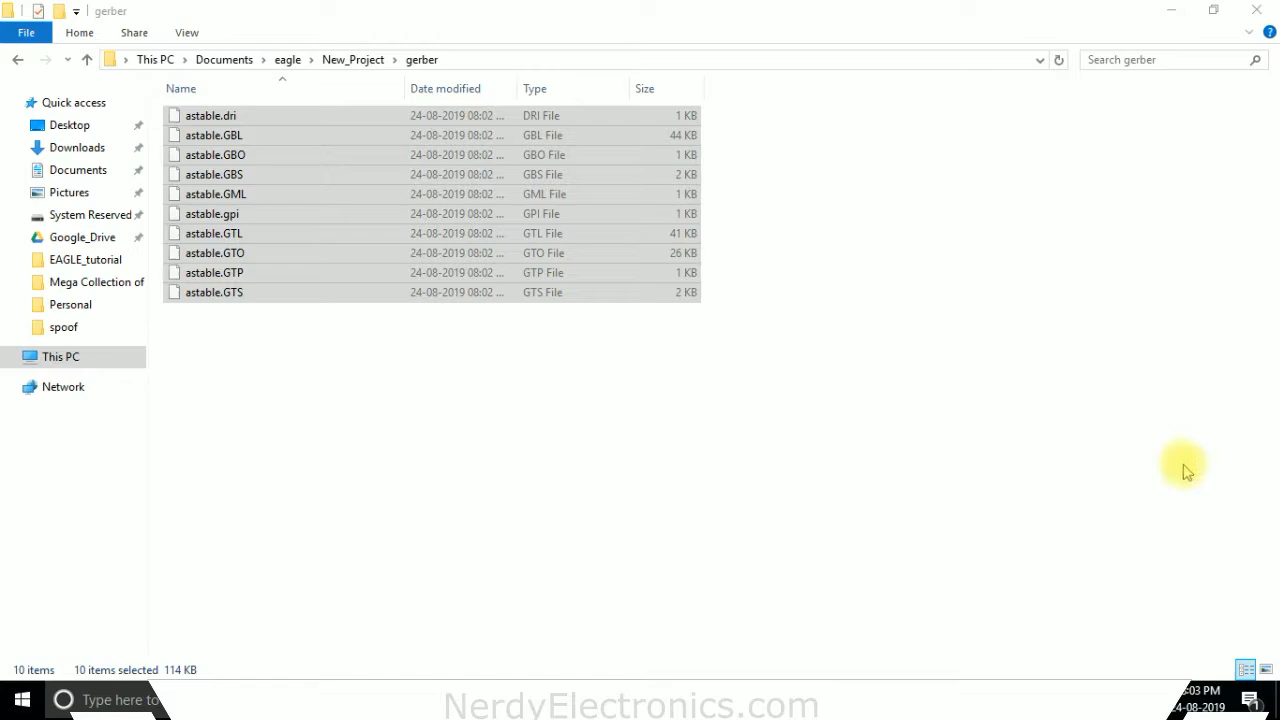 gerber
File Home Share View
This PC Documents eagle New_Project gerber Search gerber
Name Date modified Type Size
Quick access
Desktop
Downloads
Documents
Pictures
System Reserved
Google_Drive
EAGLE_tutorial
Mega Collection of
Personal
spoof
This PC
Network
astable.dri 24-08-2019 08:02 ... DRI File 1 KB
astable.GBL 24-08-2019 08:02 ... GBL File 44 KB
astable.GBO 24-08-2019 08:02 ... GBO File 1 KB
astable.GBS 24-08-2019 08:02 ... GBS File 2 KB
astable.GML 24-08-2019 08:02 ... GML File 1 KB
astable.gpi 24-08-2019 08:02 ... GPI File 1 KB
astable.GTL 24-08-2019 08:02 ... GTL File 41 KB
astable.GTO 24-08-2019 08:02 ... GTO File 26 KB
astable.GTP 24-08-2019 08:02 ... GTP File 1 KB
astable.GTS 24-08-2019 08:02 ... GTS File 2 KB
10 items 10 items selected 114 KB
Type here to
NerdyElectronics.com
:03 PM
24-08-2019
1